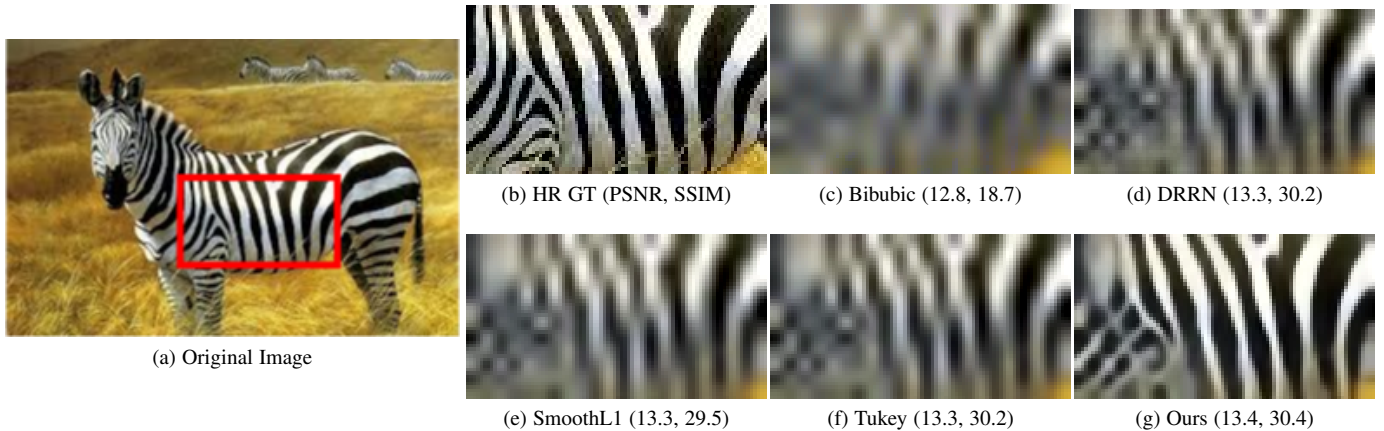 (a) Original Image
(b) HR GT (PSNR, SSIM)
(c) Bibubic (12.8, 18.7)
(d) DRRN (13.3, 30.2)
(e) SmoothL1 (13.3, 29.5)
(f) Tukey (13.3, 30.2)
(g) Ours (13.4, 30.4)